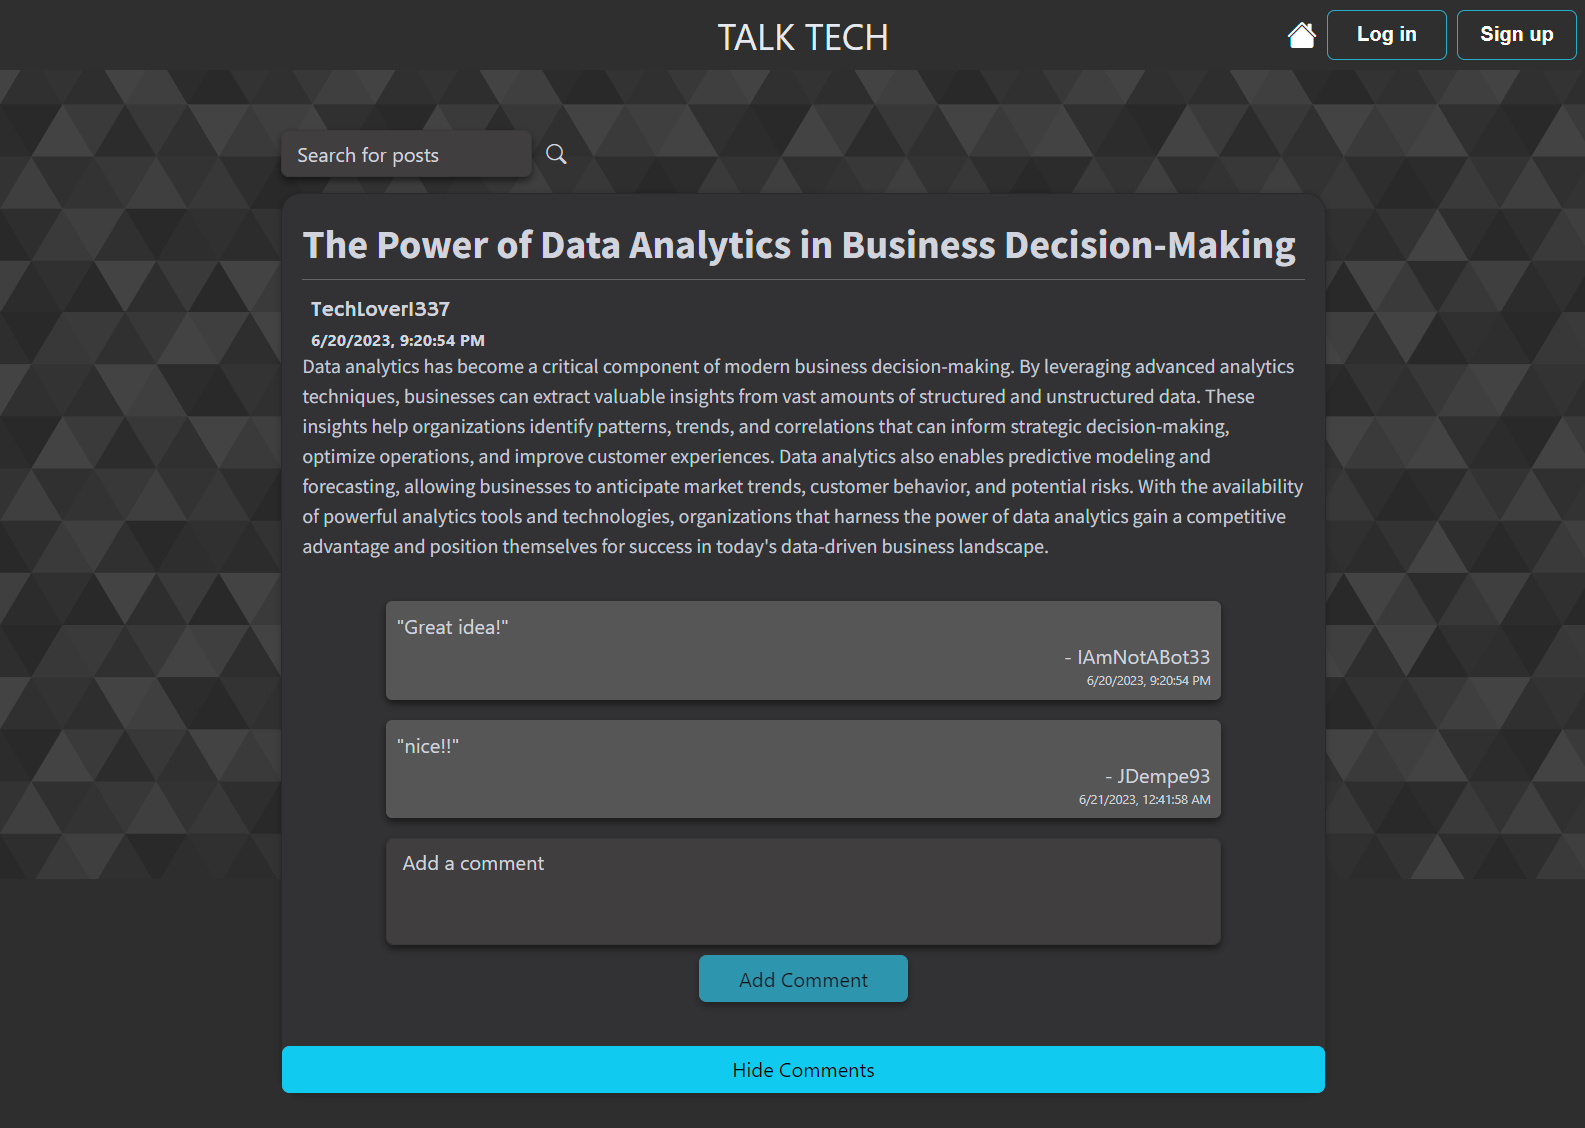 TALK TECH
Log in
Sign up
Search for posts
The Power of Data Analytics in Business Decision-Making
TechLover1337
6/20/2023, 9:20:54 PM
Data analytics has become a critical component of modern business decision-making. By leveraging advanced analytics
techniques, businesses can extract valuable insights from vast amounts of structured and unstructured data. These
insights help organizations identify patterns, trends, and correlations that can inform strategic decision-making,
optimize operations, and improve customer experiences. Data analytics also enables predictive modeling and
forecasting, allowing businesses to anticipate market trends, customer behavior, and potential risks. With the availability
of powerful analytics tools and technologies, organizations that harness the power of data analytics gain a competitive
advantage and position themselves for success in today's data-driven business landscape.
"Great idea!"
- IAmNotABot33
6/20/2023, 9:20:54 PM
"nice!!"
- JDempe93
6/21/2023, 12:41:58 AM
Add a comment
Add Comment
Hide Comments